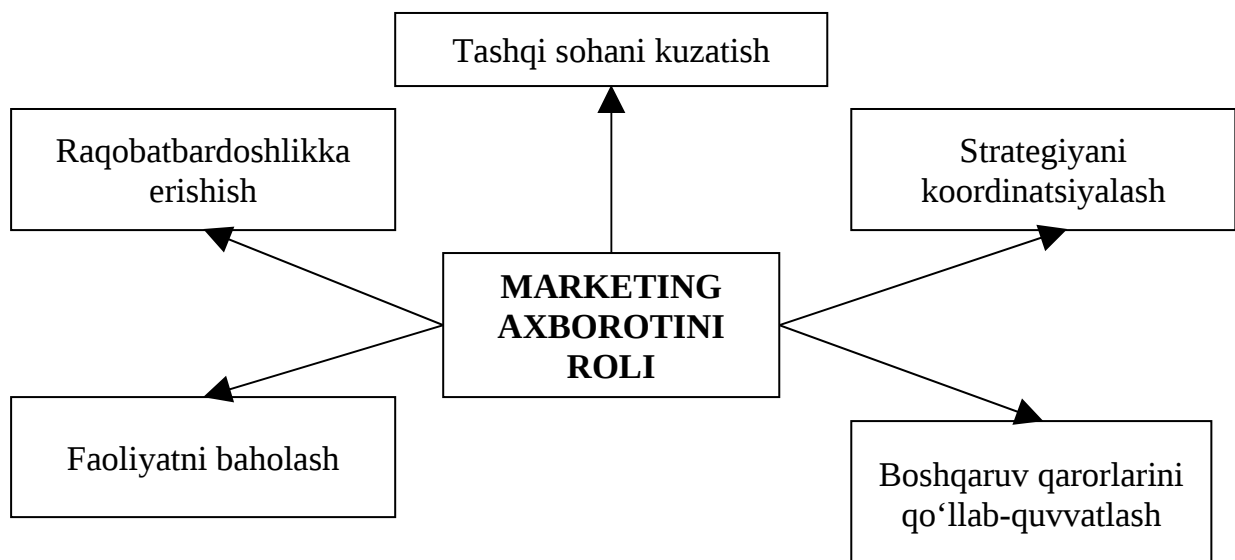 Tashqi sohani kuzatish
Raqobatbardoshlikka
erishish
Strategiyani
koordinatsiyalash
MARKETING
AXBOROTINI
ROLI
Faoliyatni baholash
Boshqaruv qarorlarini
qo‘llab-quvvatlash